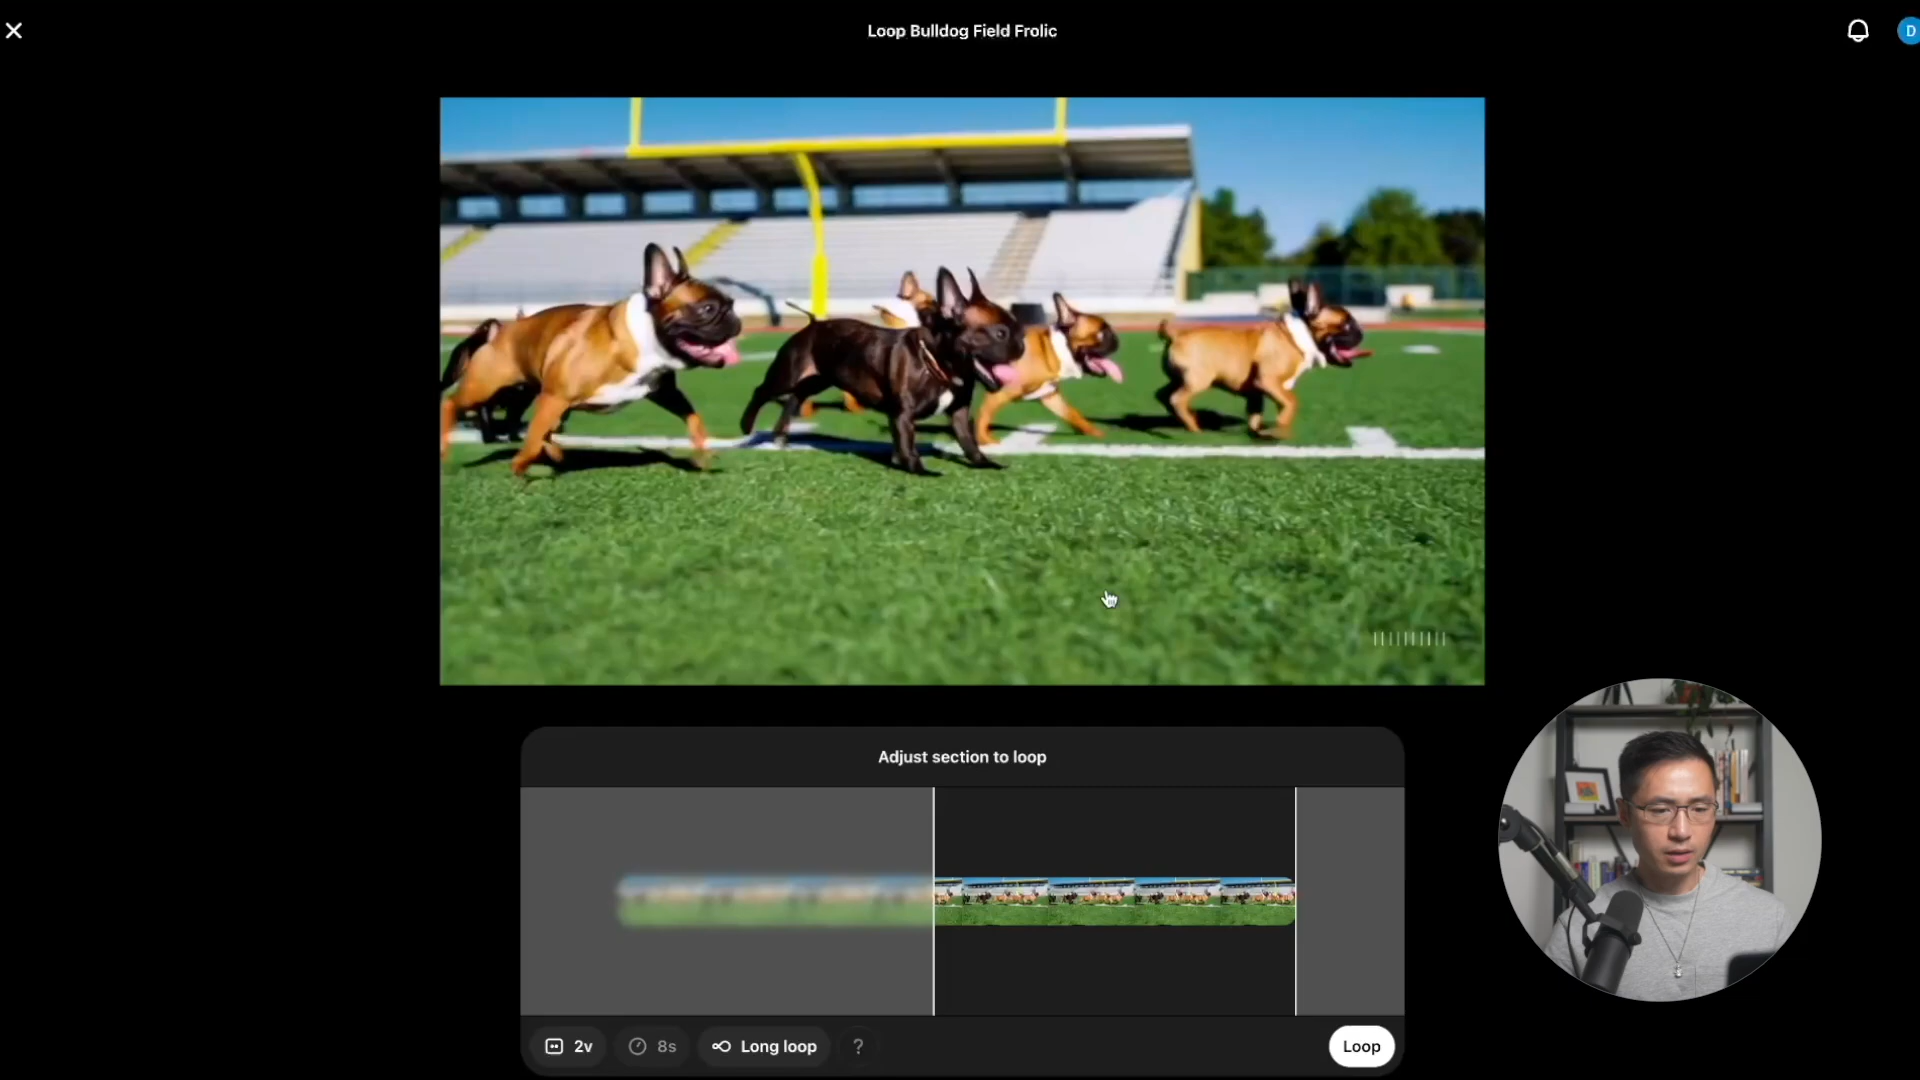 Loop Bulldog Field Frolic
D
Adjust section to loop
2v
8s
Long loop
?
Loop